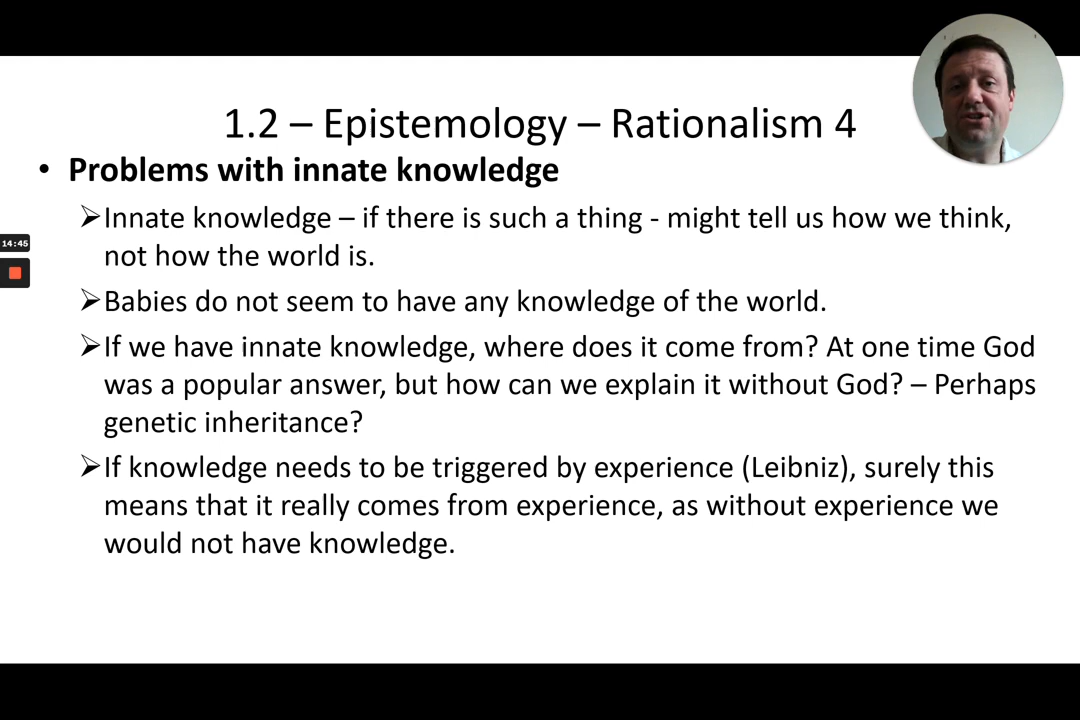 1.2 – Epistemology – Rationalism 4
• Problems with innate knowledge
➢Innate knowledge – if there is such a thing - might tell us how we think,
not how the world is.
14:45
➢Babies do not seem to have any knowledge of the world.
➢If we have innate knowledge, where does it come from? At one time God
was a popular answer, but how can we explain it without God? – Perhaps
genetic inheritance?
➢If knowledge needs to be triggered by experience (Leibniz), surely this
means that it really comes from experience, as without experience we
would not have knowledge.